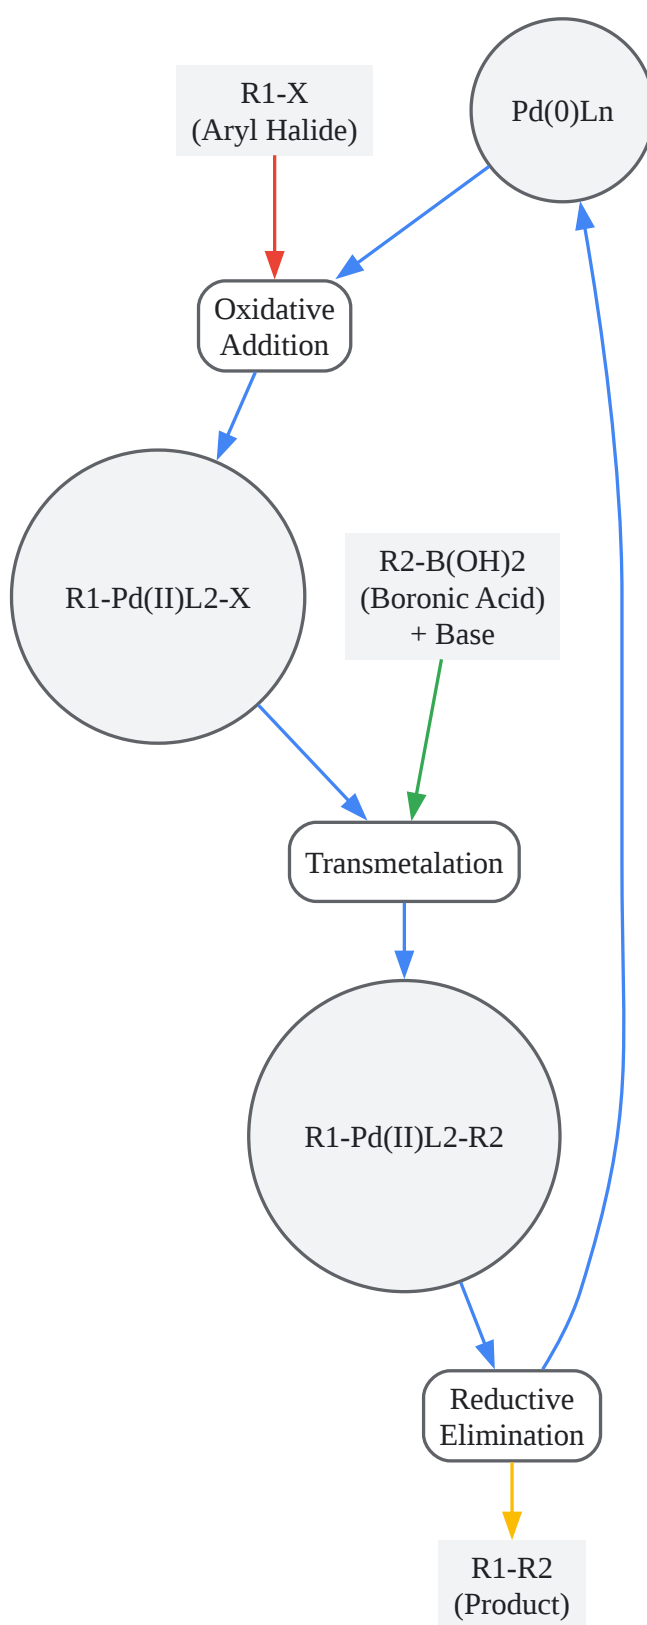 R1-X
(Aryl Halide)
Pd(0)Ln
Oxidative
Addition
R1-Pd(II)L2-X
R2-B(OH)2
(Boronic Acid)
+ Base
Transmetalation
R1-Pd(II)L2-R2
Reductive
Elimination
R1-R2
(Product)